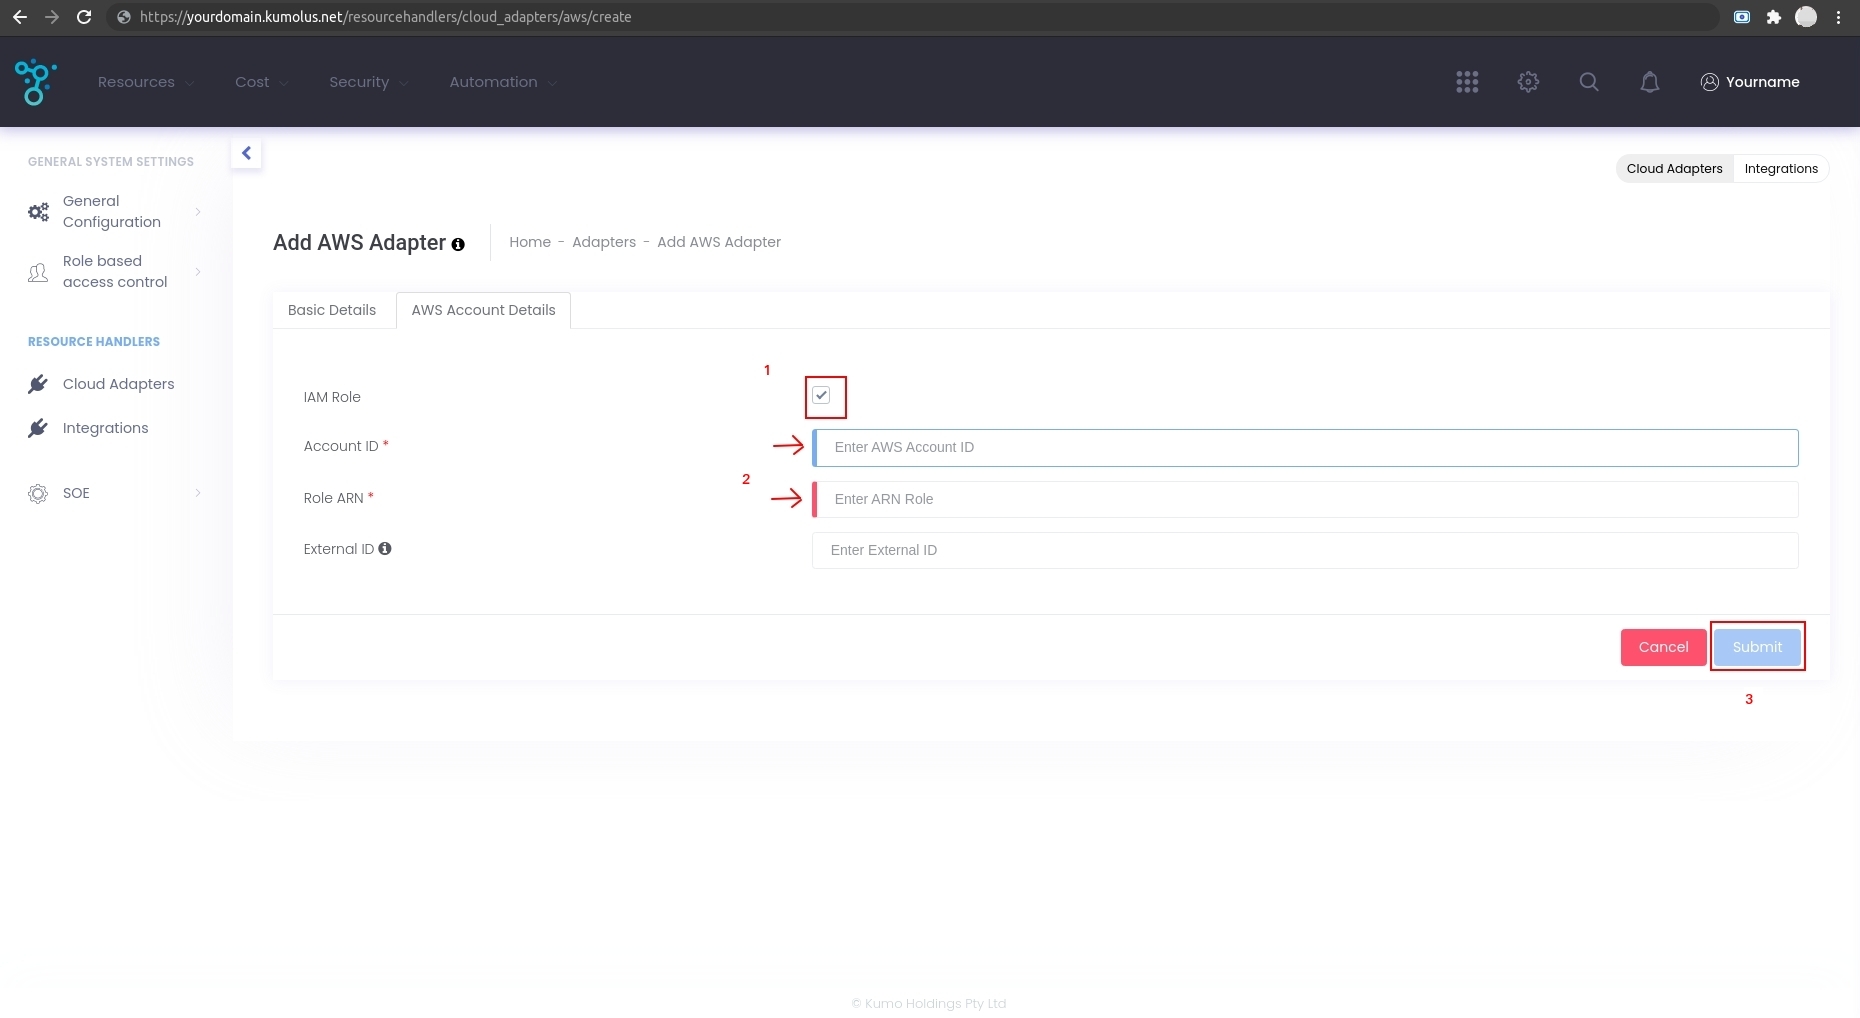 https://yourdomain.kumolus.net/resourcehandlers/cloud_adapters/aws/create
Resources Cost Security Automation Yourname
GENERAL SYSTEM SETTINGS
General
Configuration
Role based
access control
RESOURCE HANDLERS
Cloud Adapters
Integrations
SOE
Cloud Adapters Integrations
Add AWS Adapter Home - Adapters - Add AWS Adapter
Basic Details AWS Account Details
1
IAM Role
Account ID * Enter AWS Account ID
2
Role ARN * Enter ARN Role
External ID Enter External ID
Cancel Submit
3
© Kumo Holdings Pty Ltd